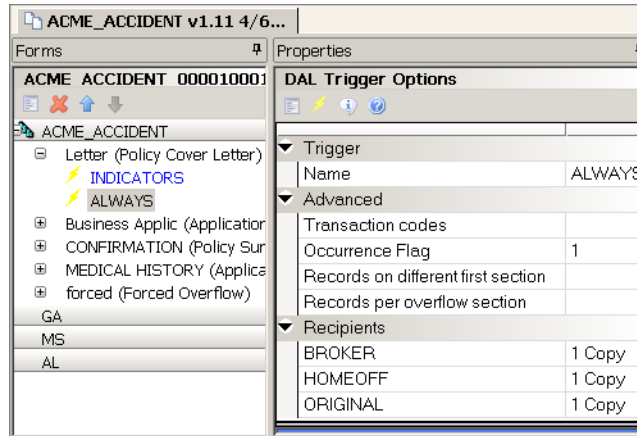 ACME_ACCIDENT v1.11 4/6...
Forms
ACME ACCIDENT 000010001
ACME_ACCIDENT
Letter (Policy Cover Letter)
INDICATORS
ALWAYS
Business Applic (Application
CONFIRMATION (Policy Sur
MEDICAL HISTORY (Applica
forced (Forced Overflow)
GA
MS
AL
Properties
DAL Trigger Options
Trigger
Name ALWAYS
Advanced
Transaction codes
Occurrence Flag 1
Records on different first section
Records per overflow section
Recipients
BROKER 1 Copy
HOMEOFF 1 Copy
ORIGINAL 1 Copy